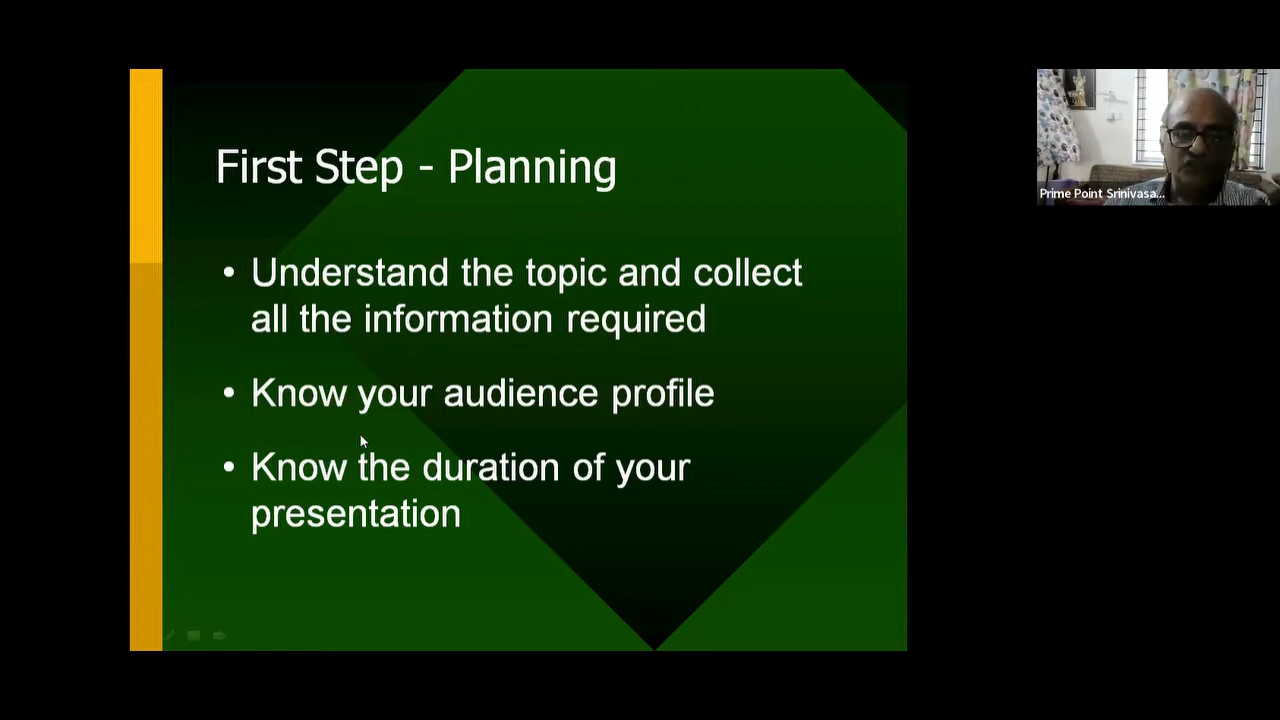 First Step - Planning
• Understand the topic and collect
all the information required
• Know your audience profile
• Know the duration of your
presentation
Prime Point Srinivasa...